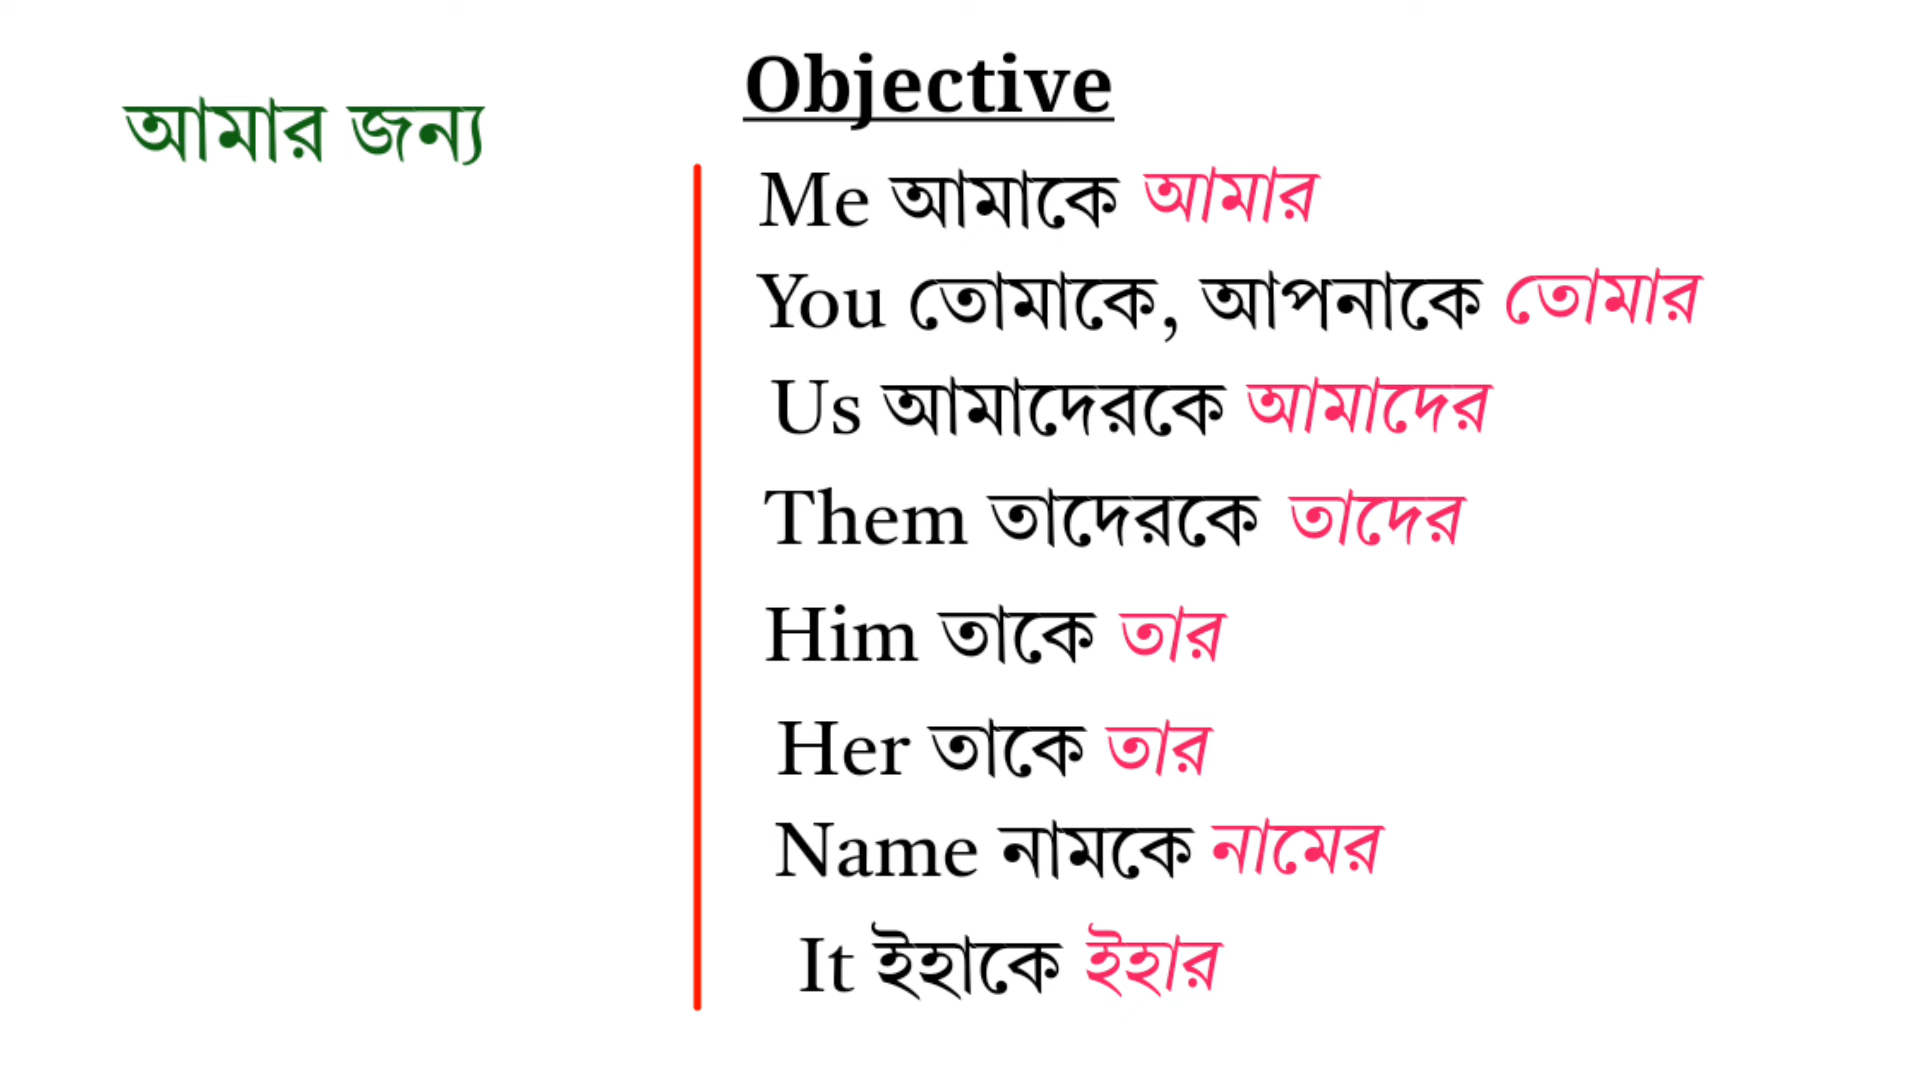 আমার জন্য
Objective
Me আমাকে আমার
You তোমাকে, আপনাকে তোমার
Us আমাদেরকে আমাদের
Them তাদেরকে তাদের
Him তাকে তার
Her তাকে তার
Name নামকে নামের
It ইহাকে ইহার